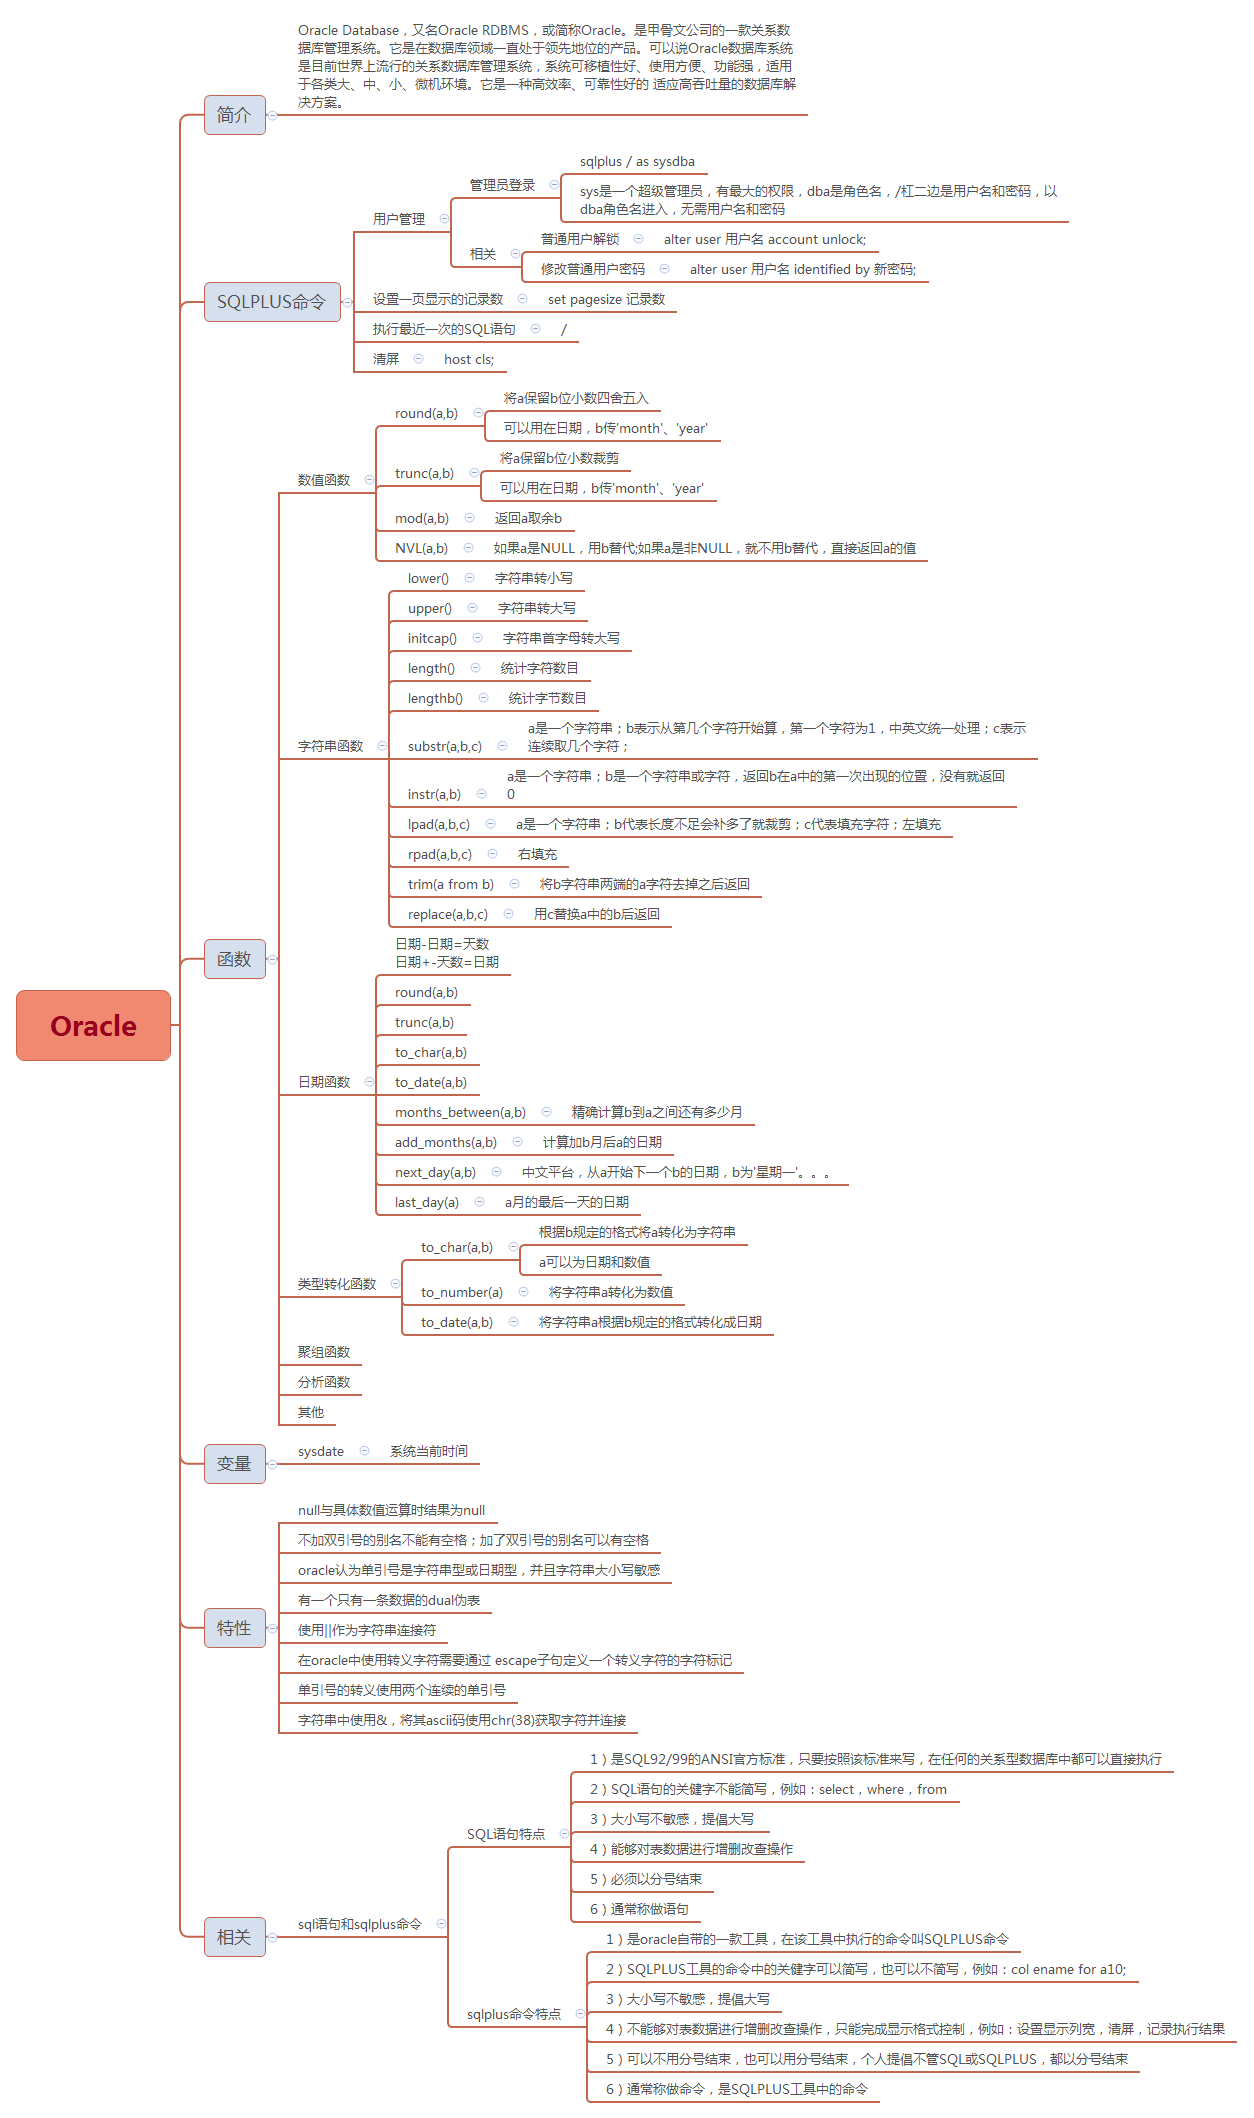 Oracle Database，又名Oracle RDBMS，或简称Oracle。是甲骨文公司的一款关系数
据库管理系统。它是在数据库领域一直处于领先地位的产品。可以说Oracle数据库系统
是目前世界上流行的关系数据库管理系统，系统可移植性好、使用方便、功能强，适用
于各类大、中、小、微机环境。它是一种高效率、可靠性好的 适应高吞吐量的数据库解
决方案。
简介
sqlplus / as sysdba
管理员登录
sys是一个超级管理员，有最大的权限，dba是角色名，/杠二边是用户名和密码，以
dba角色名进入，无需用户名和密码
用户管理
普通用户解锁
alter user 用户名 account unlock;
相关
修改普通用户密码
alter user 用户名 identified by 新密码;
SQLPLUS命令
设置一页显示的记录数
set pagesize 记录数
执行最近一次的SQL语句
/
清屏
host cls;
将a保留b位小数四舍五入
round(a,b)
可以用在日期，b传'month'、'year'
将a保留b位小数裁剪
trunc(a,b)
数值函数
可以用在日期，b传'month'、'year'
mod(a,b)
返回a取余b
NVL(a,b)
如果a是NULL，用b替代;如果a是非NULL，就不用b替代，直接返回a的值
lower()
字符串转小写
upper()
字符串转大写
initcap()
字符串首字母转大写
length()
统计字符数目
lengthb()
统计字节数目
字符串函数
substr(a,b,c)
a是一个字符串；b表示从第几个字符开始算，第一个字符为1，中英文统一处理；c表示
连续取几个字符；
instr(a,b)
a是一个字符串；b是一个字符串或字符，返回b在a中的第一次出现的位置，没有就返回
0
lpad(a,b,c)
a是一个字符串；b代表长度不足会补多了就裁剪；c代表填充字符；左填充
rpad(a,b,c)
右填充
trim(a from b)
将b字符串两端的a字符去掉之后返回
replace(a,b,c)
用c替换a中的b后返回
函数
日期-日期=天数
日期+-天数=日期
round(a,b)
trunc(a,b)
to_char(a,b)
日期函数
to_date(a,b)
months_between(a,b)
精确计算b到a之间还有多少月
add_months(a,b)
计算加b月后a的日期
next_day(a,b)
中文平台，从a开始下一个b的日期，b为'星期一'。。。
last_day(a)
a月的最后一天的日期
Oracle
根据b规定的格式将a转化为字符串
to_char(a,b)
a可以为日期和数值
类型转化函数
to_number(a)
将字符串a转化为数值
to_date(a,b)
将字符串a根据b规定的格式转化成日期
聚组函数
分析函数
其他
变量
sysdate
系统当前时间
null与具体数值运算时结果为null
不加双引号的别名不能有空格；加了双引号的别名可以有空格
oracle认为单引号是字符串型或日期型，并且字符串大小写敏感
有一个只有一条数据的dual伪表
特性
使用||作为字符串连接符
在oracle中使用转义字符需要通过 escape子句定义一个转义字符的字符标记
单引号的转义使用两个连续的单引号
字符串中使用&，将其ascii码使用chr(38)获取字符并连接
1）是SQL92/99的ANSI官方标准，只要按照该标准来写，在任何的关系型数据库中都可以直接执行
2）SQL语句的关健字不能简写，例如：select，where，from
3）大小写不敏感，提倡大写
SQL语句特点
4）能够对表数据进行增删改查操作
5）必须以分号结束
6）通常称做语句
相关
sql语句和sqlplus命令
1）是oracle自带的一款工具，在该工具中执行的命令叫SQLPLUS命令
2）SQLPLUS工具的命令中的关健字可以简写，也可以不简写，例如：col ename for a10;
3）大小写不敏感，提倡大写
sqlplus命令特点
4）不能够对表数据进行增删改查操作，只能完成显示格式控制，例如：设置显示列宽，清屏，记录执行结果
5）可以不用分号结束，也可以用分号结束，个人提倡不管SQL或SQLPLUS，都以分号结束
6）通常称做命令，是SQLPLUS工具中的命令